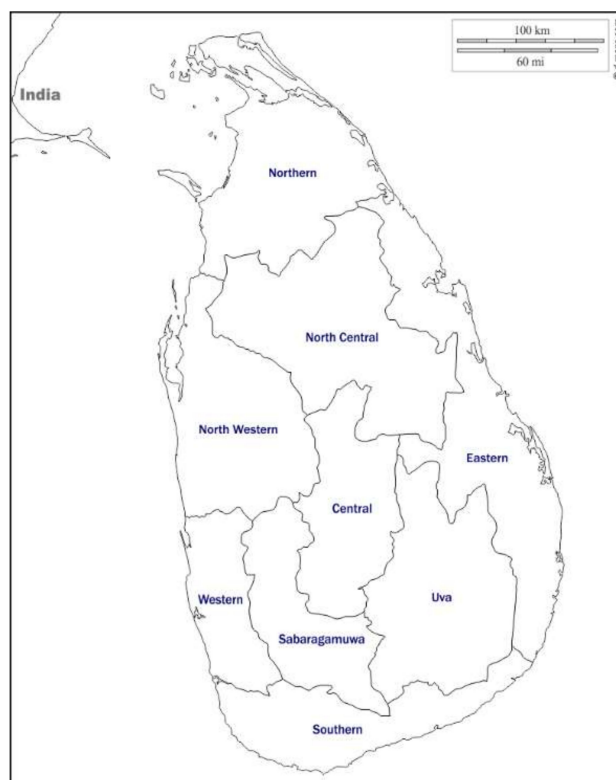 100 km
60 mi
India
Northern
North Central
North Western
Eastern
Central
Western
Uva
Sabaragamuwa
Southern